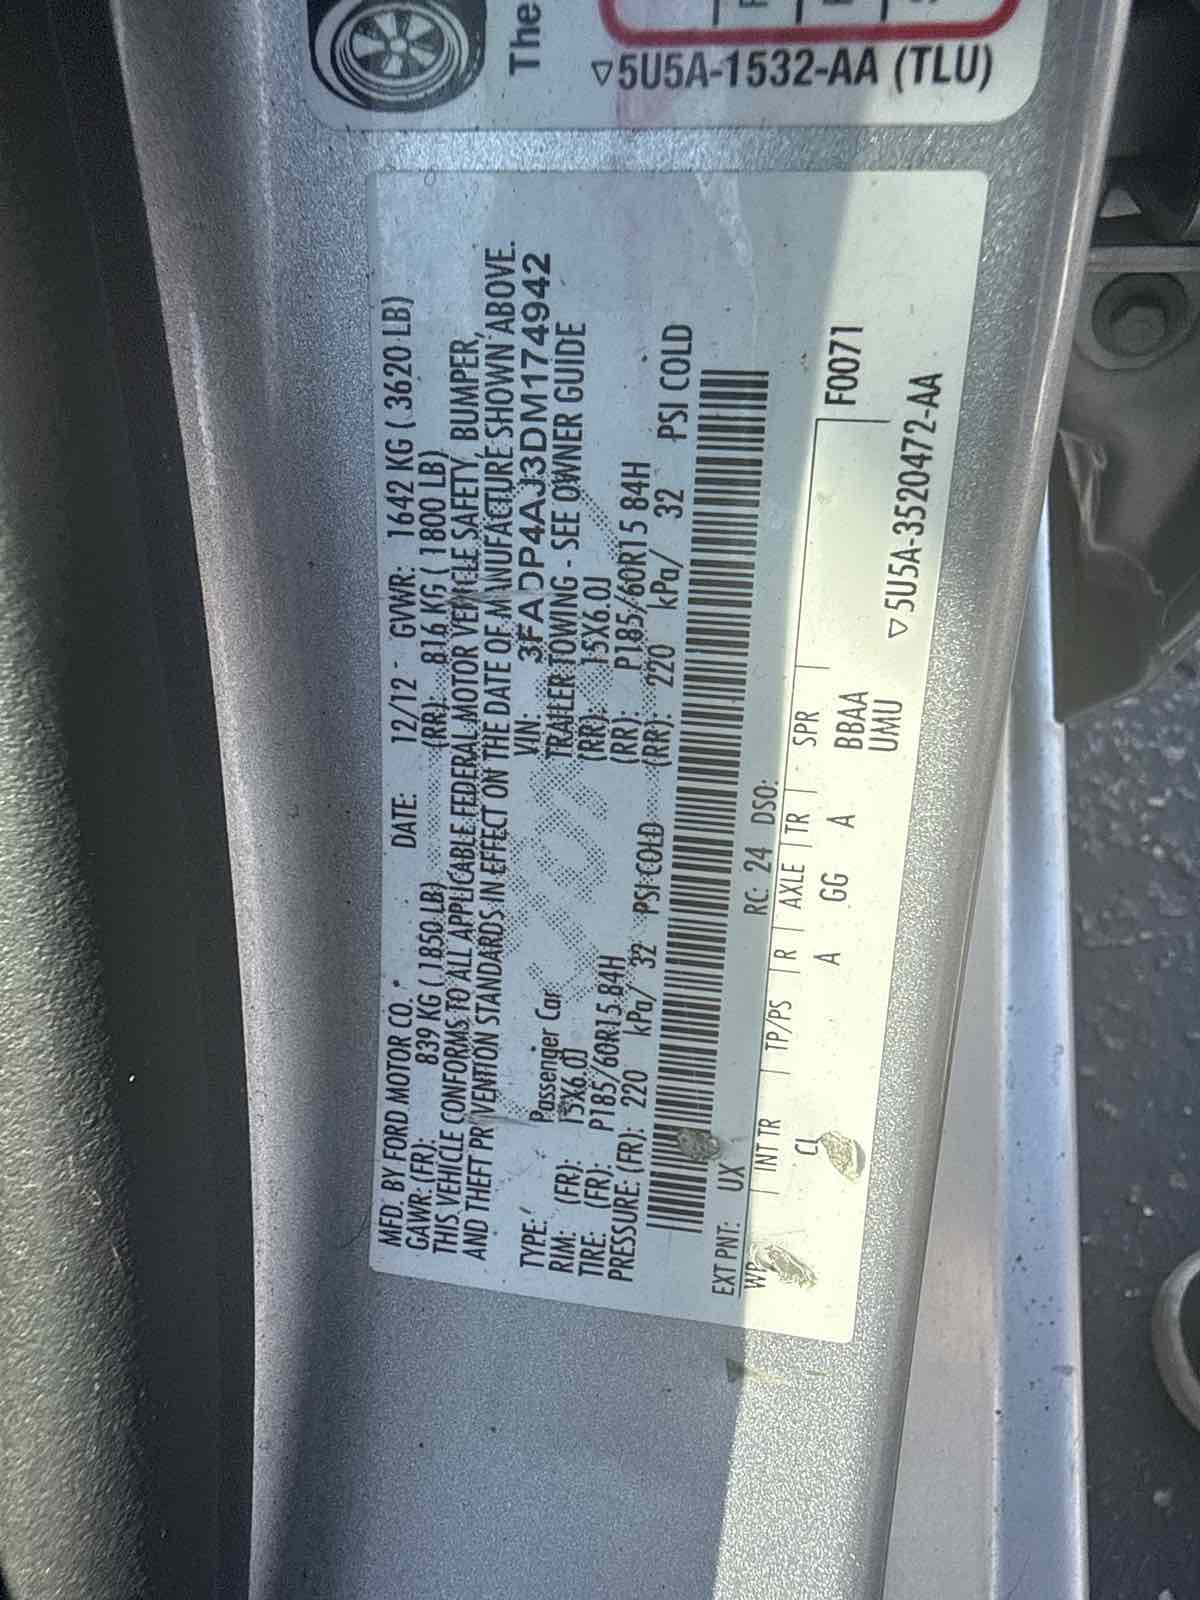 The
▽5U5A-1532-AA (TLU)
MFD. BY FORD MOTOR CO. * DATE: 12/12 - GVWR: 1642 KG ( 3620 LB)
GAWR: (FR): 839 KG ( 1850 LB) (RR): 816 KG ( 1800 LB)
THIS VEHICLE CONFORMS TO ALL APPLICABLE FEDERAL MOTOR VEHICLE SAFETY, BUMPER,
AND THEFT PREVENTION STANDARDS IN EFFECT ON THE DATE OF MANUFACTURE SHOWN ABOVE.
VIN: 3FADP4AJ3DM174942
TYPE: Passenger Car TRAILER TOWING - SEE OWNER GUIDE
RIM: (FR): 15X6.0J (RR): 15X6.0J
TIRE: (FR): P185/60R15 84H (RR): P185/60R15 84H
PRESSURE: (FR): 220 kPa/ 32 PSI COLD (RR): 220 kPa/ 32 PSI COLD
EXT PNT: UX RC: 24 DSO: F0071
WB INT TR TP/PS R AXLE TR SPR
CL A GG A BBAA
UMU
▽5U5A-3520472-AA